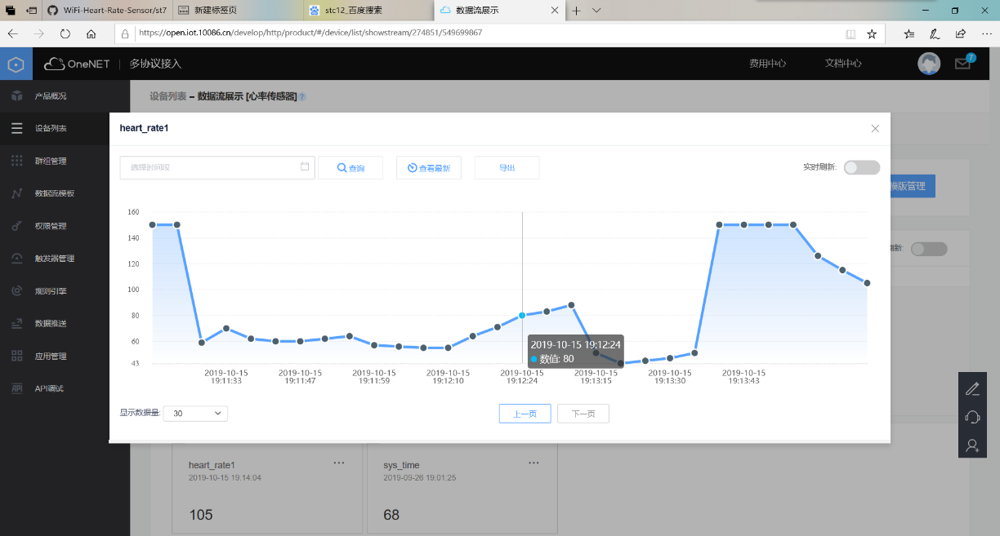 WiFi-Heart-Rate-Sensor/st7
新建标签页
stc12_百度搜索
数据流展示
https://open.iot.10086.cn/develop/http/product/#/device/list/showstream/274851/549699867
OneNET
多协议接入
费用中心
文档中心
7
产品概况
设备列表
群组管理
数据流模板
权限管理
触发器管理
规则引擎
数据推送
应用管理
API调试
设备列表 – 数据流展示 [心率传感器]
?
heart_rate1
选择时间段
查询
查看最新
导出
实时刷新:
模版管理
刷新:
160
140
120
100
80
60
43
2019-10-15 19:12:24
数值: 80
2019-10-15
19:11:33
2019-10-15
19:11:47
2019-10-15
19:11:59
2019-10-15
19:12:10
2019-10-15
19:12:24
2019-10-15
19:13:15
2019-10-15
19:13:30
2019-10-15
19:13:43
显示数据量:
30
上一页
下一页
heart_rate1
2019-10-15 19:14:04
105
sys_time
2019-09-26 19:01:25
68